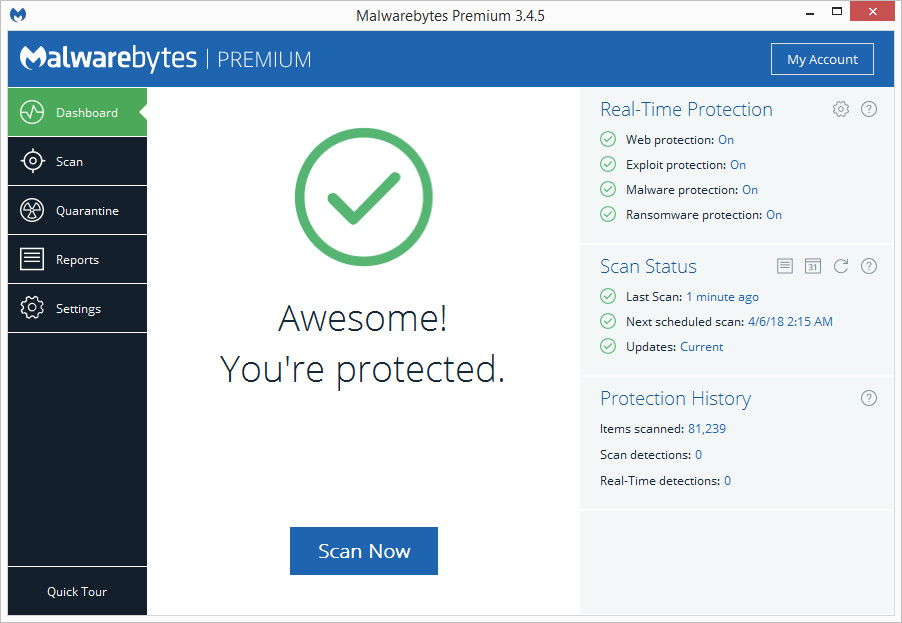 Malwarebytes Premium 3.4.5
Malwarebytes | PREMIUM
My Account
Dashboard
Scan
Quarantine
Reports
Settings
Quick Tour
Awesome!
You're protected.
Scan Now
Real-Time Protection
Web protection: On
Exploit protection: On
Malware protection: On
Ransomware protection: On
Scan Status
31
Last Scan: 1 minute ago
Next scheduled scan: 4/6/18 2:15 AM
Updates: Current
Protection History
Items scanned: 81,239
Scan detections: 0
Real-Time detections: 0